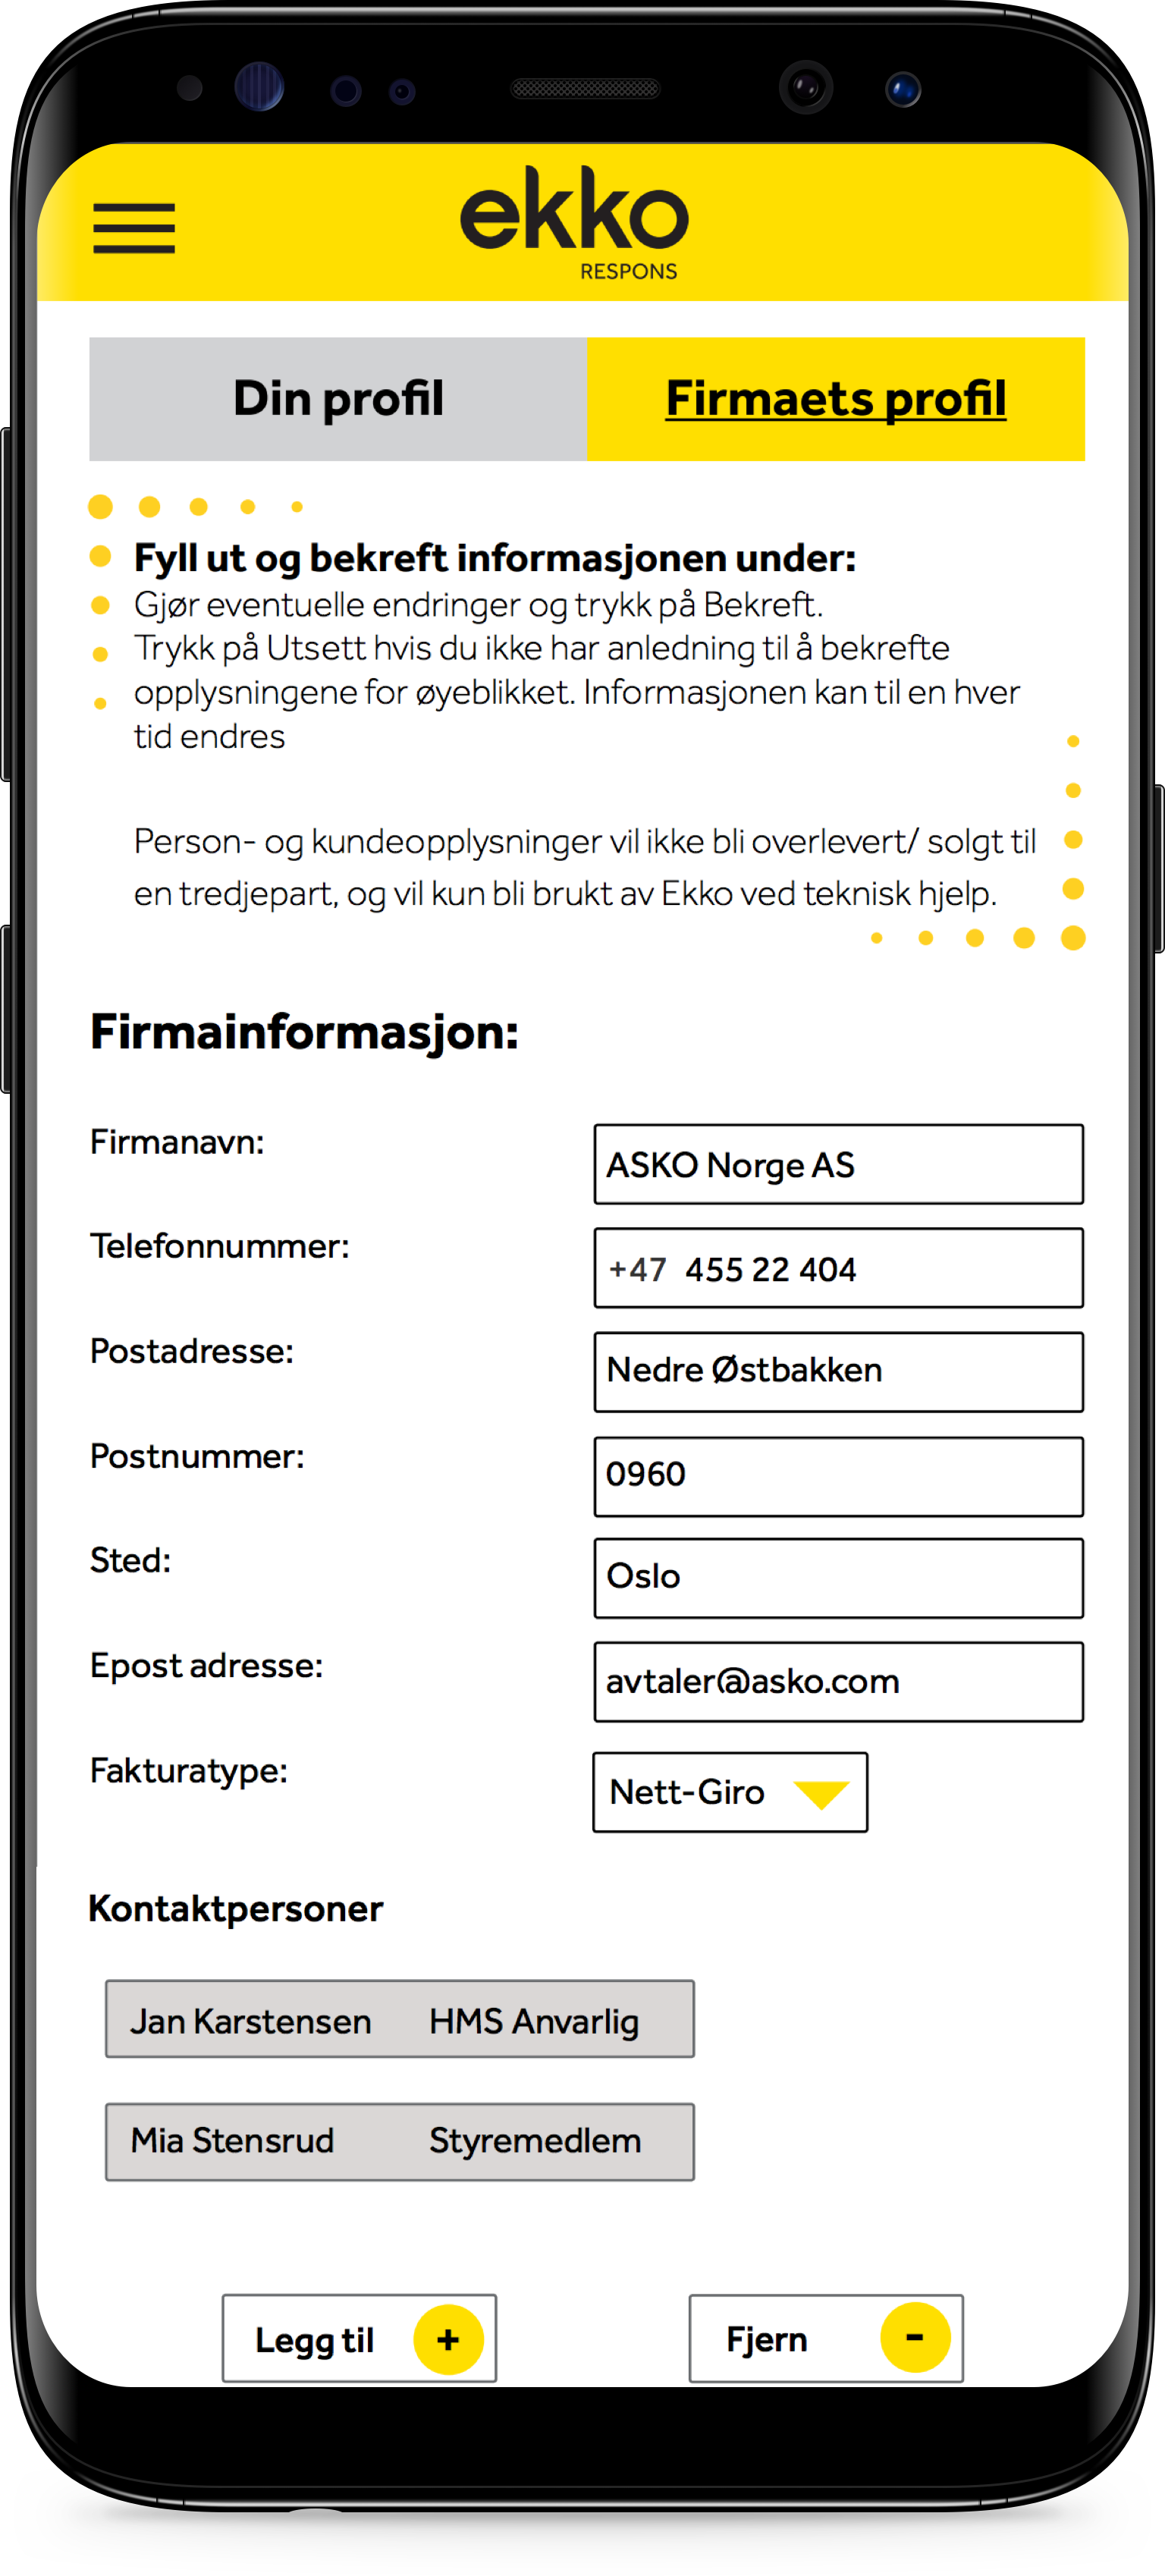 ekko
RESPONS
Din profil
Firmaets profil
Fyll ut og bekreft informasjonen under:
Gjør eventuelle endringer og trykk på Bekreft.
Trykk på Utsett hvis du ikke har anledning til å bekrefte
opplysningene for øyeblikket. Informasjonen kan til en hver
tid endres
Person- og kundeopplysninger vil ikke bli overlevert/ solgt til
en tredjepart, og vil kun bli brukt av Ekko ved teknisk hjelp.
Firmainformasjon:
Firmanavn: ASKO Norge AS
Telefonnummer: +47 455 22 404
Postadresse: Nedre Østbakken
Postnummer: 0960
Sted: Oslo
Epost adresse: avtaler@asko.com
Fakturatype: Nett-Giro
Kontaktpersoner
Jan Karstensen HMS Anvarlig
Mia Stensrud Styremedlem
Legg til + Fjern -